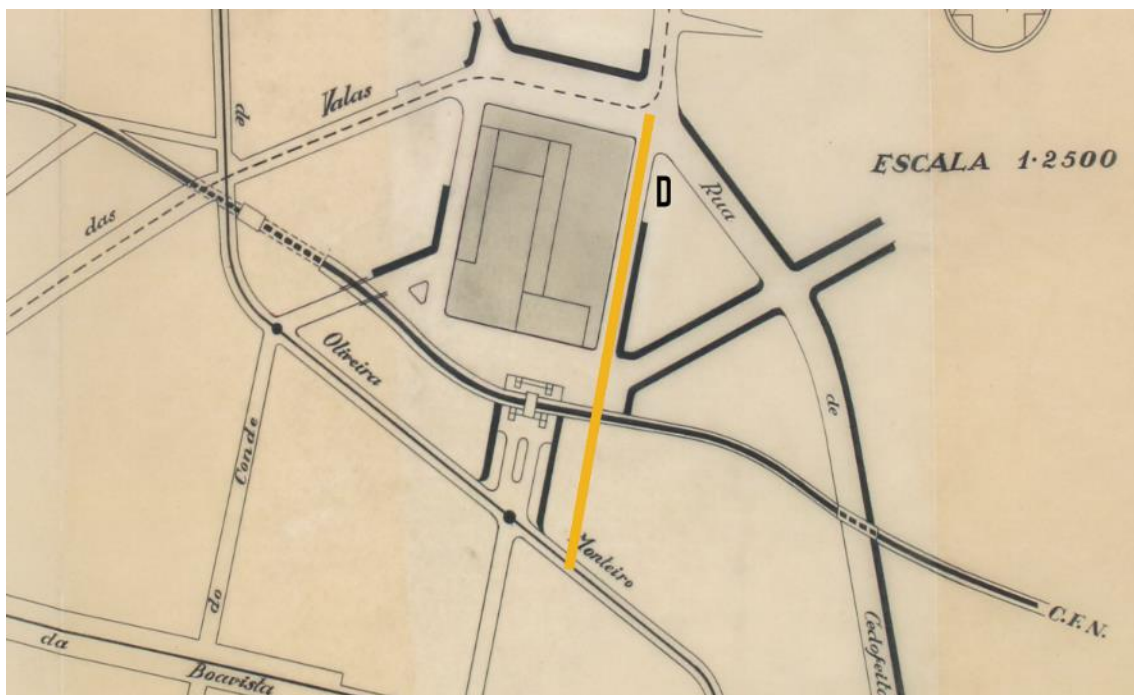 de
Valas
das
ESCALA 1·2500
D
Rua
Oliveira
de
Conde
do
Monteiro
da
Boavista
C.F.N.
Cedofeita